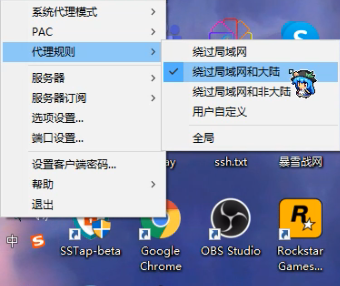 系统代理模式
PAC
代理规则
服务器
服务器订阅
选项设置...
端口设置...
设置客户端密码...
帮助
退出
绕过局域网
绕过局域网和大陆
绕过局域网和非大陆
用户自定义
全局
ay
ssh.txt
暴雪战网
中
SSTap-beta
Google
Chrome
OBS Studio
Rockstar
Games...